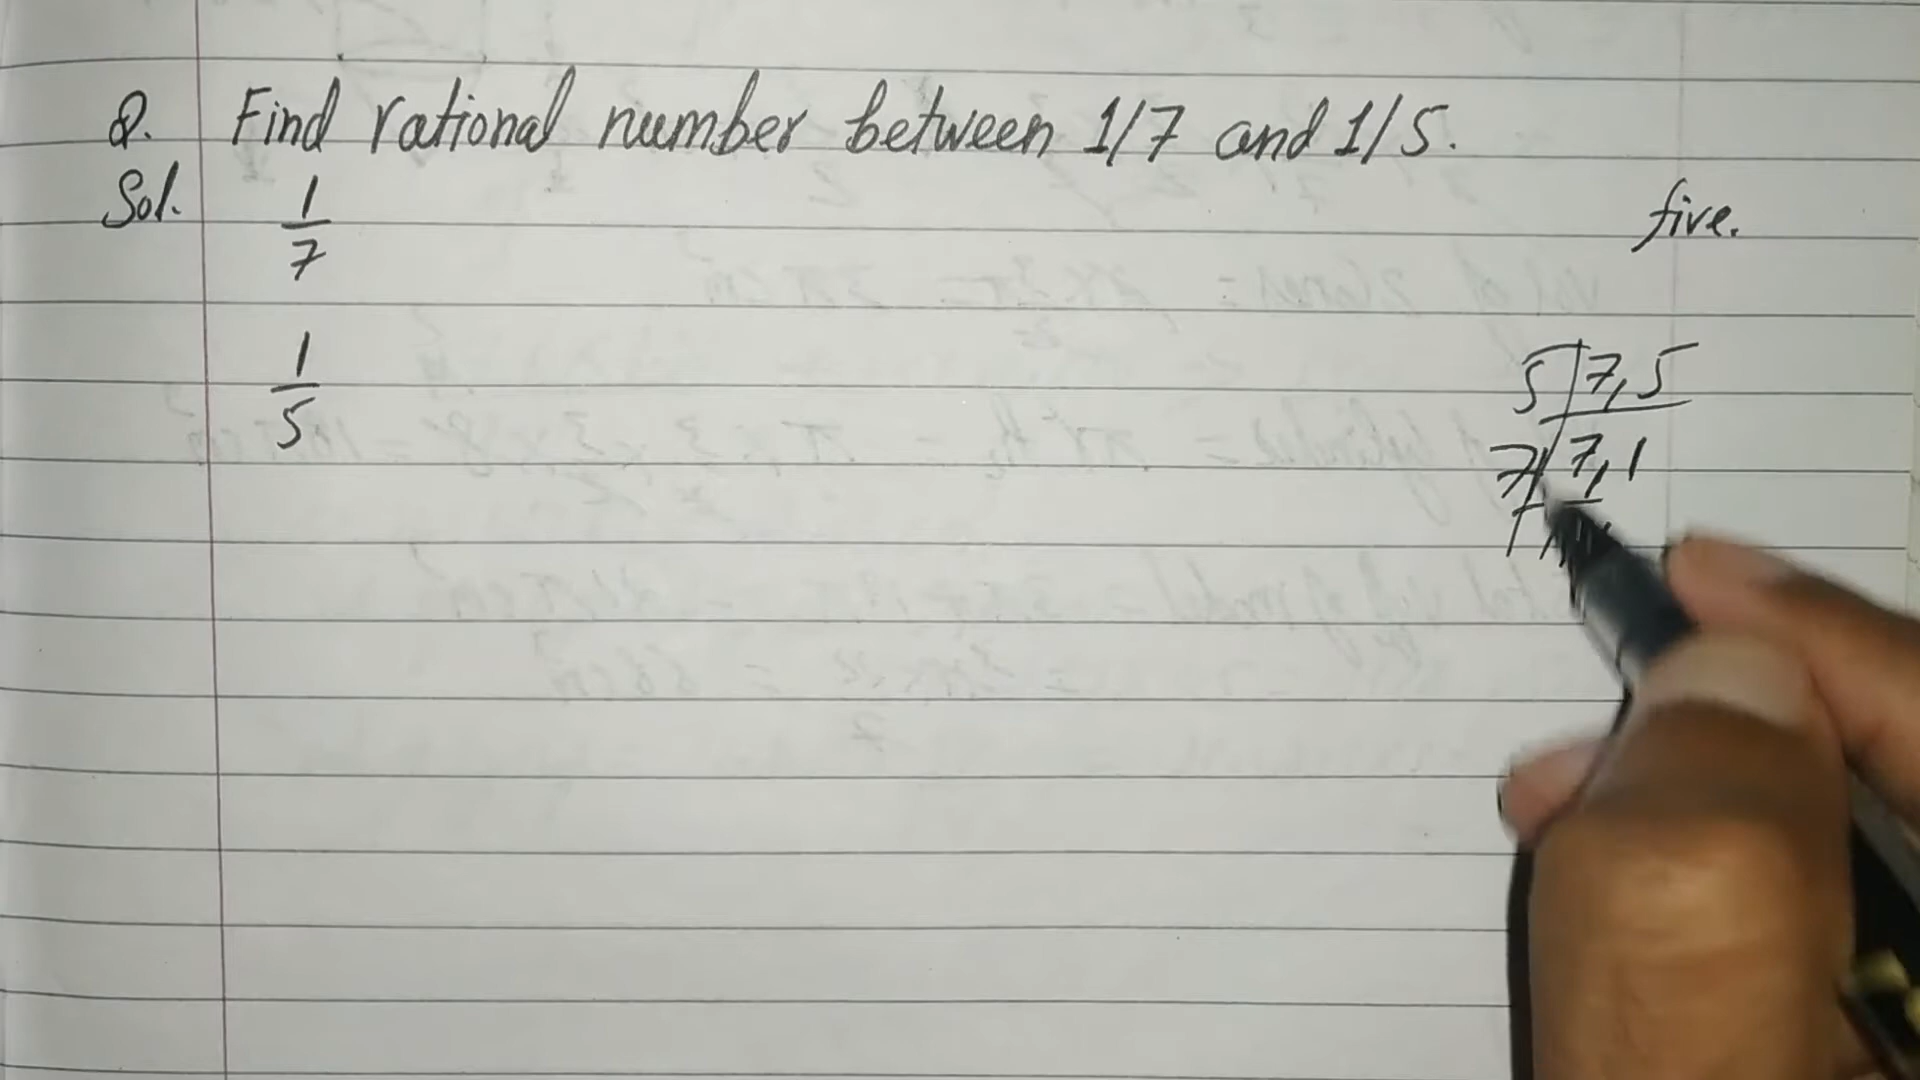 Q. Find rational number between 1/7 and 1/5.
Sol. 1
7
five.
1
5
5 7, 5
7 7, 1